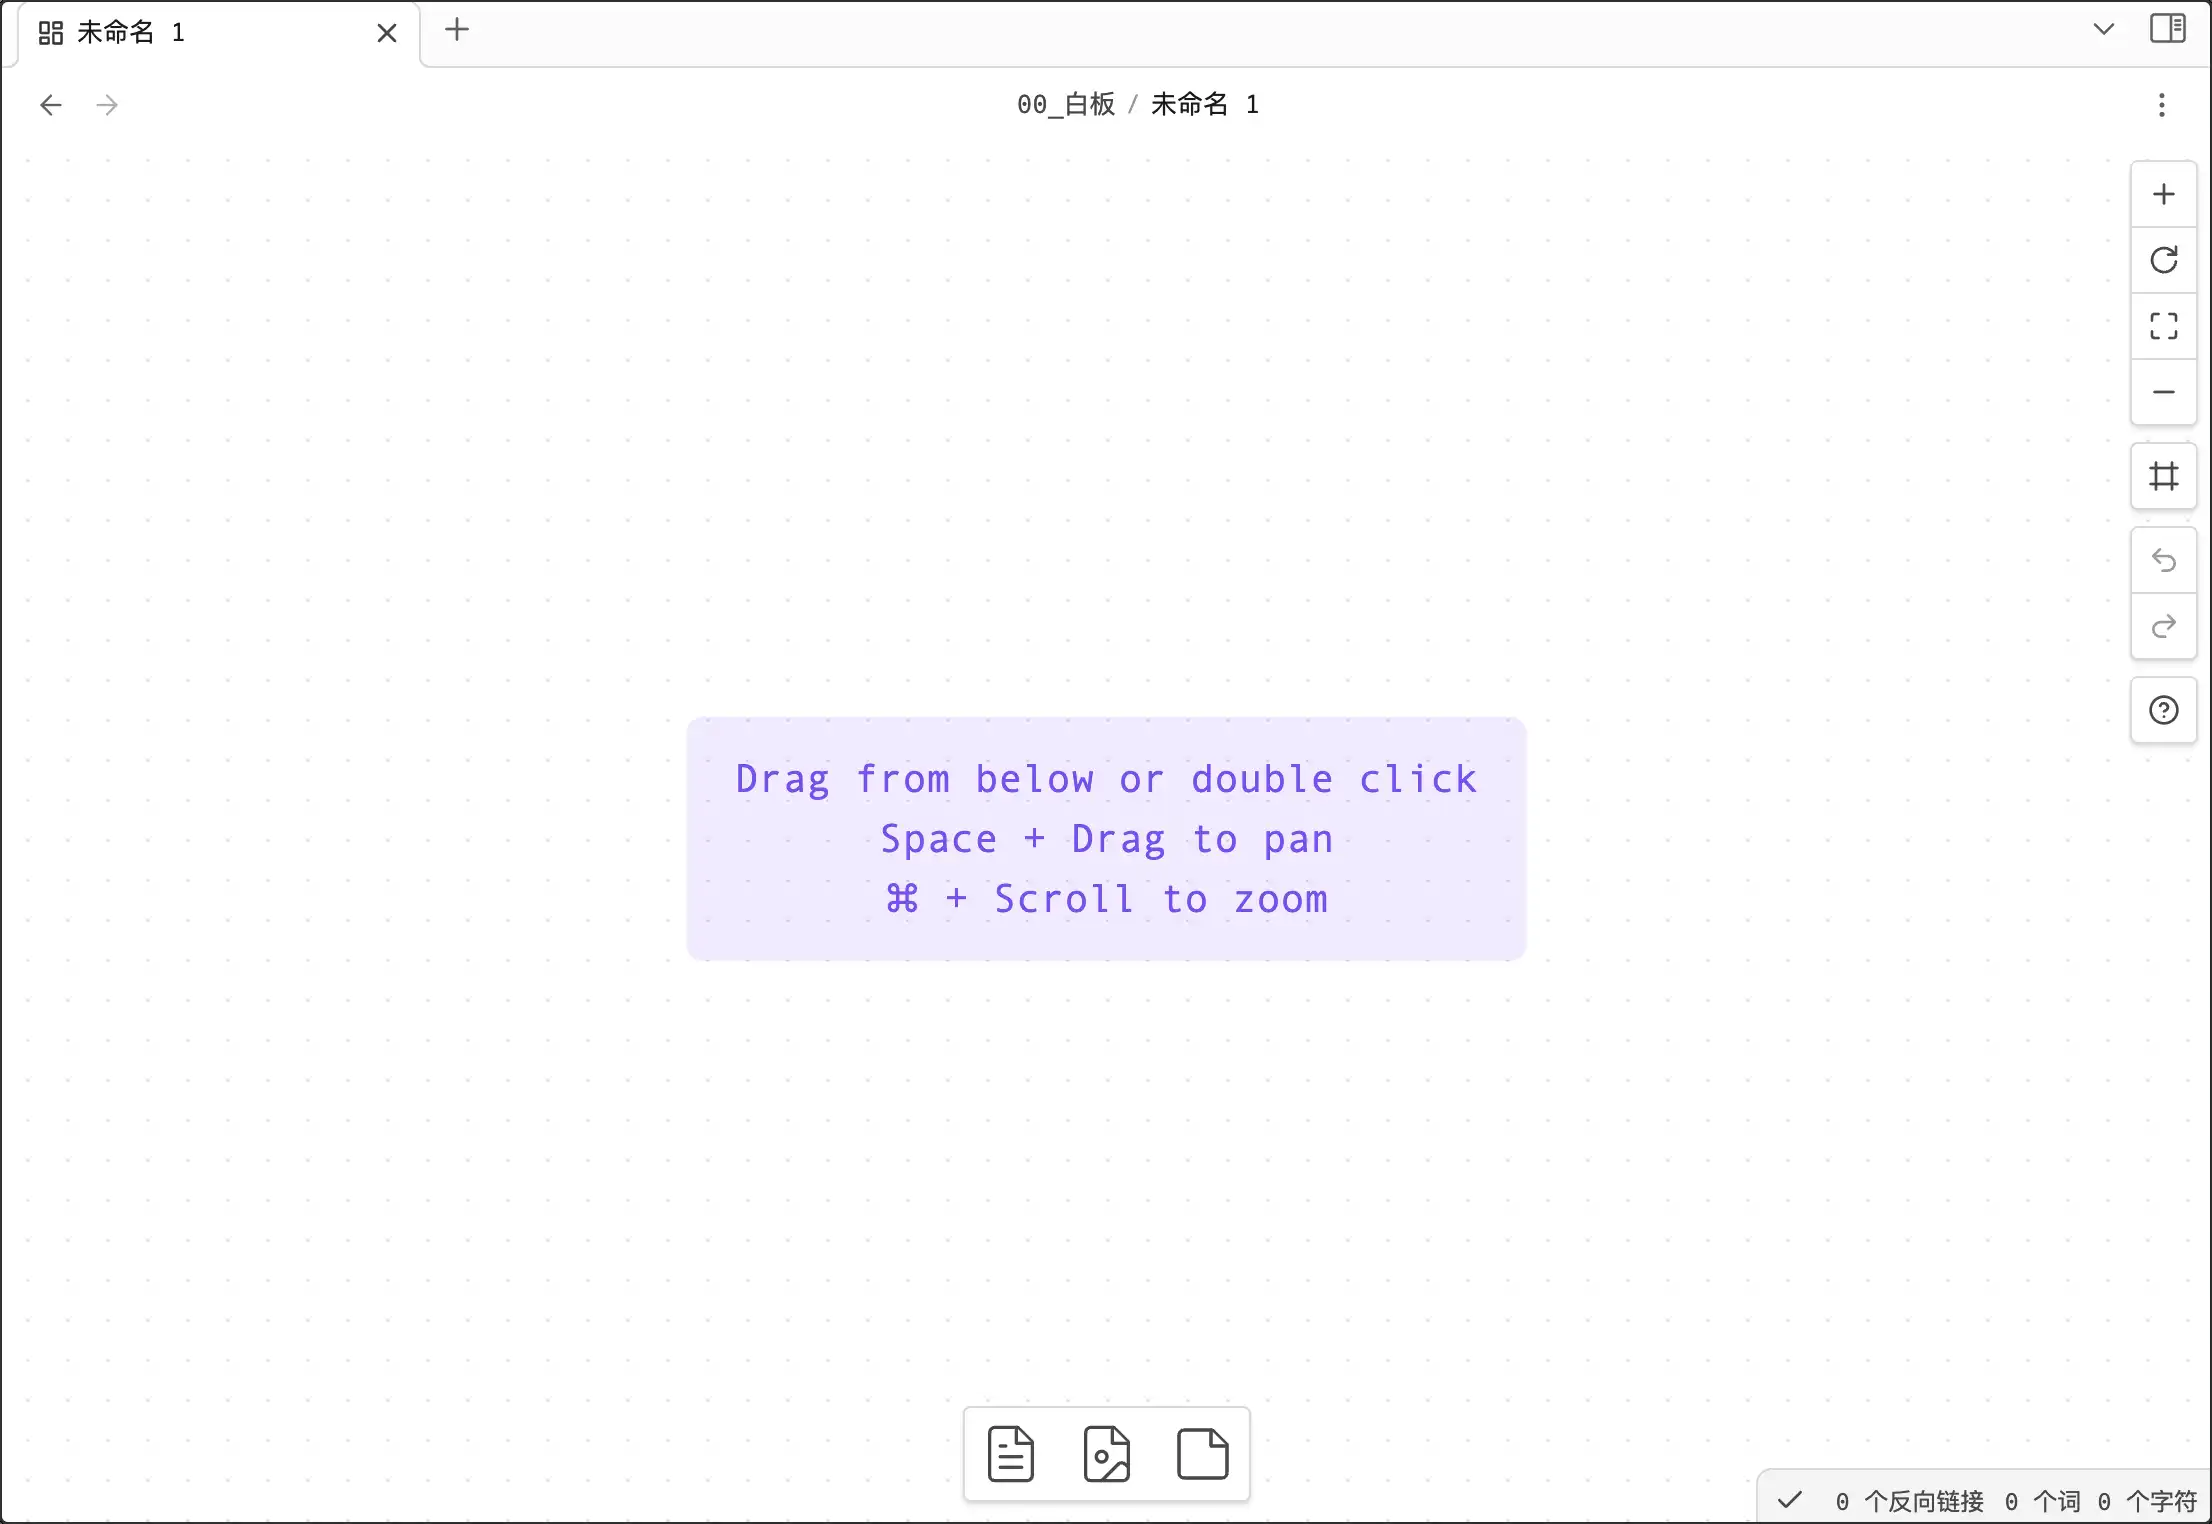 未命名 1
00_白板 / 未命名 1
Drag from below or double click
Space + Drag to pan
⌘ + Scroll to zoom
0 个反向链接 0 个词 0 个字符